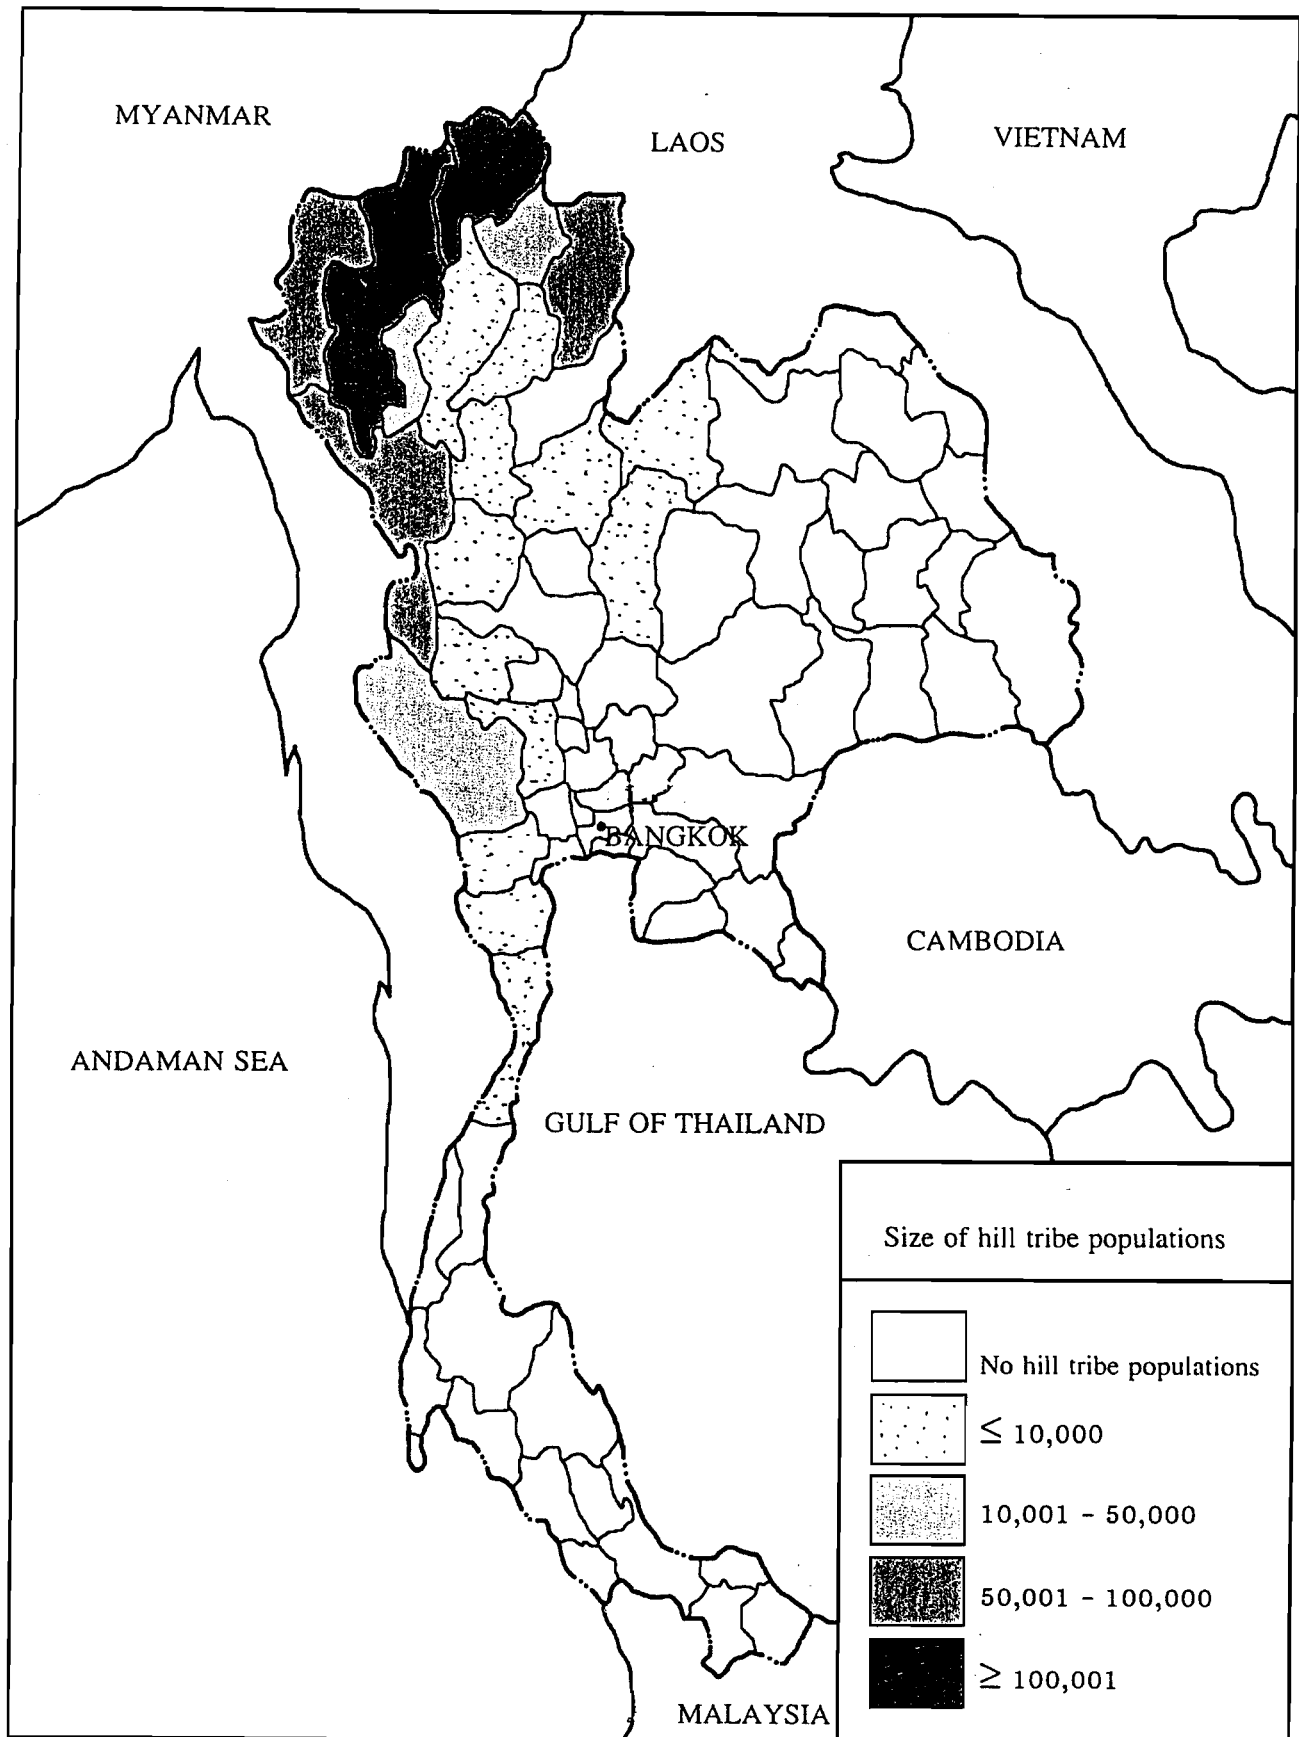 MYANMAR
LAOS
VIETNAM
BANGKOK
CAMBODIA
ANDAMAN SEA
GULF OF THAILAND
MALAYSIA
Size of hill tribe populations
No hill tribe populations
≤ 10,000
10,001 - 50,000
50,001 - 100,000
≥ 100,001